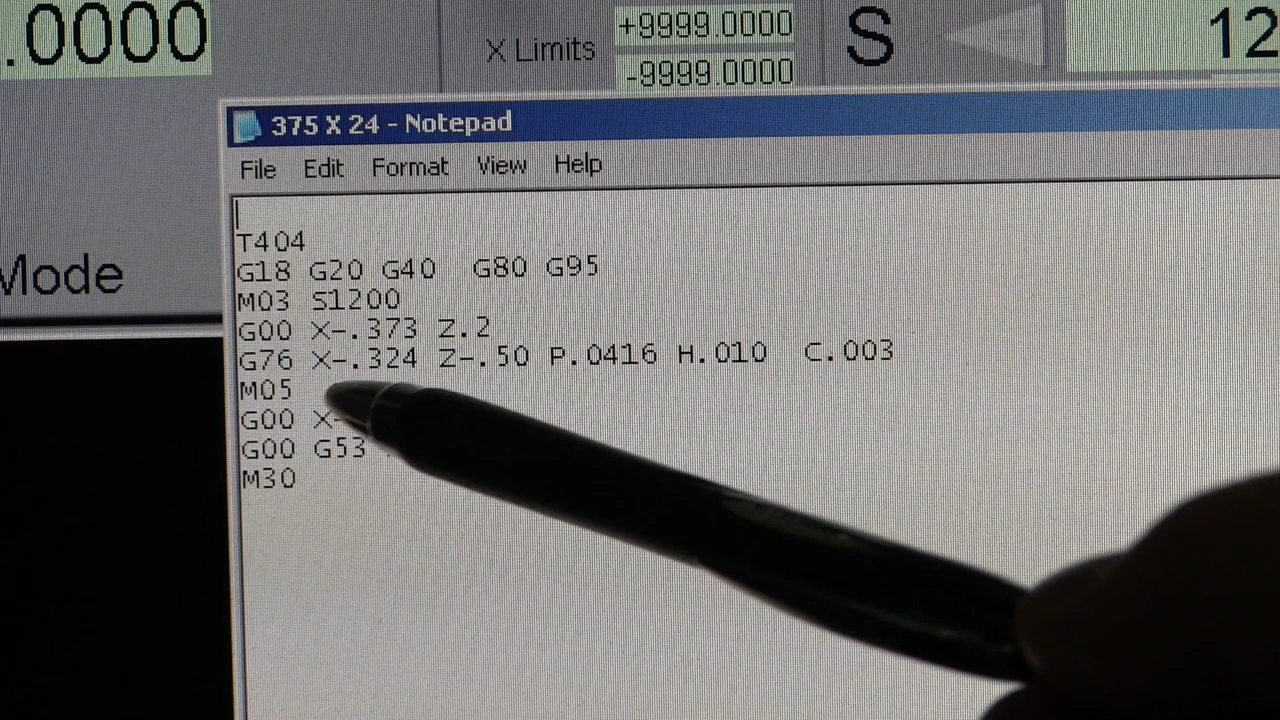 .0000
X Limits
+9999.0000
-9999.0000
S
12
Mode
375 X 24 - Notepad
File Edit Format View Help
T404
G18 G20 G40 G80 G95
M03 S1200
G00 X-.373 Z.2
G76 X-.324 Z-.50 P.0416 H.010 C.003
M05
G00 X-
G00 G53
M30